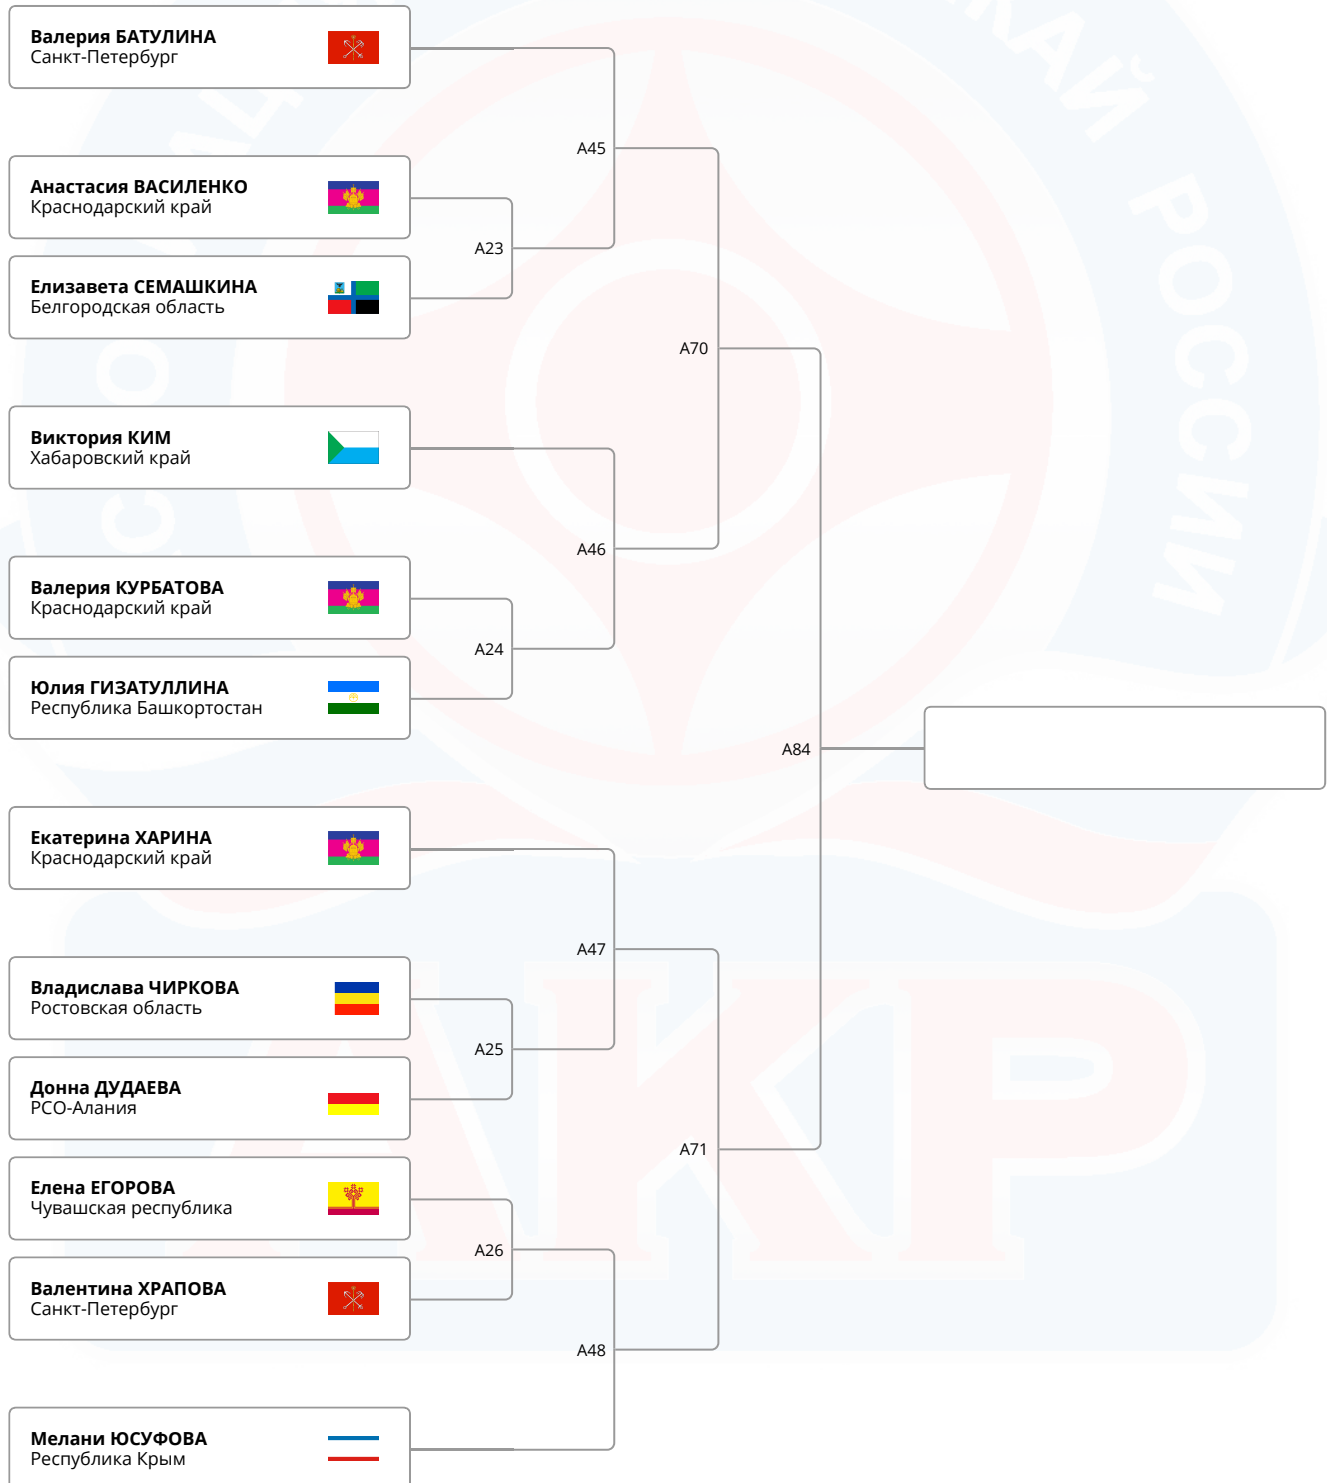 Валерия БАТУЛИНА
Санкт-Петербург
A45
Анастасия ВАСИЛЕНКО
Краснодарский край
A23
Елизавета СЕМАШКИНА
Белгородская область
A70
Виктория КИМ
Хабаровский край
A46
Валерия КУРБАТОВА
Краснодарский край
A24
Юлия ГИЗАТУЛЛИНА
Республика Башкортостан
A84
Екатерина ХАРИНА
Краснодарский край
A47
Владислава ЧИРКОВА
Ростовская область
A25
Донна ДУДАЕВА
РСО-Алания
A71
Елена ЕГОРОВА
Чувашская республика
A26
Валентина ХРАПОВА
Санкт-Петербург
A48
Мелани ЮСУФОВА
Республика Крым
РОССИИ
АКР